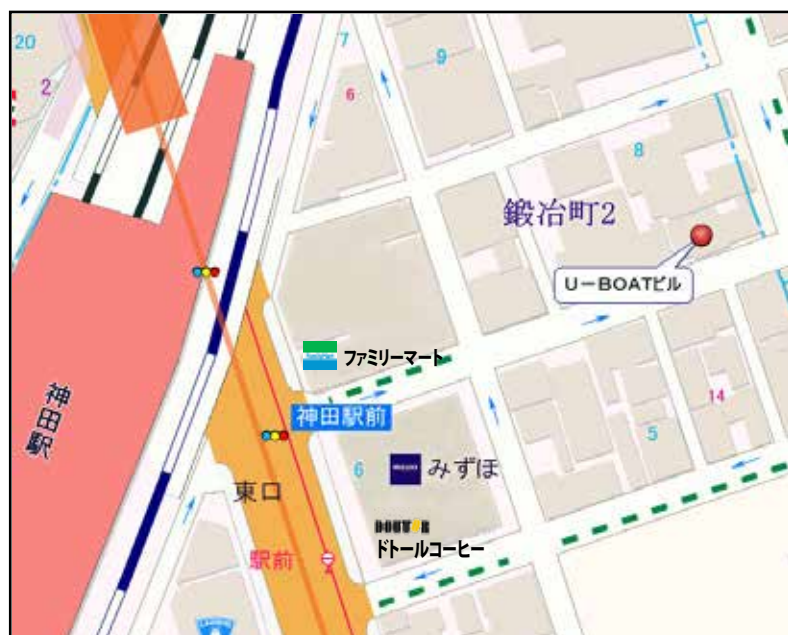 20
7
9
2
6
8
鍛冶町2
U-BOATビル
ファミリーマート
神田駅
神田駅前
14
5
6
みずほ
東口
DOUTOR
ドトールコーヒー
駅前